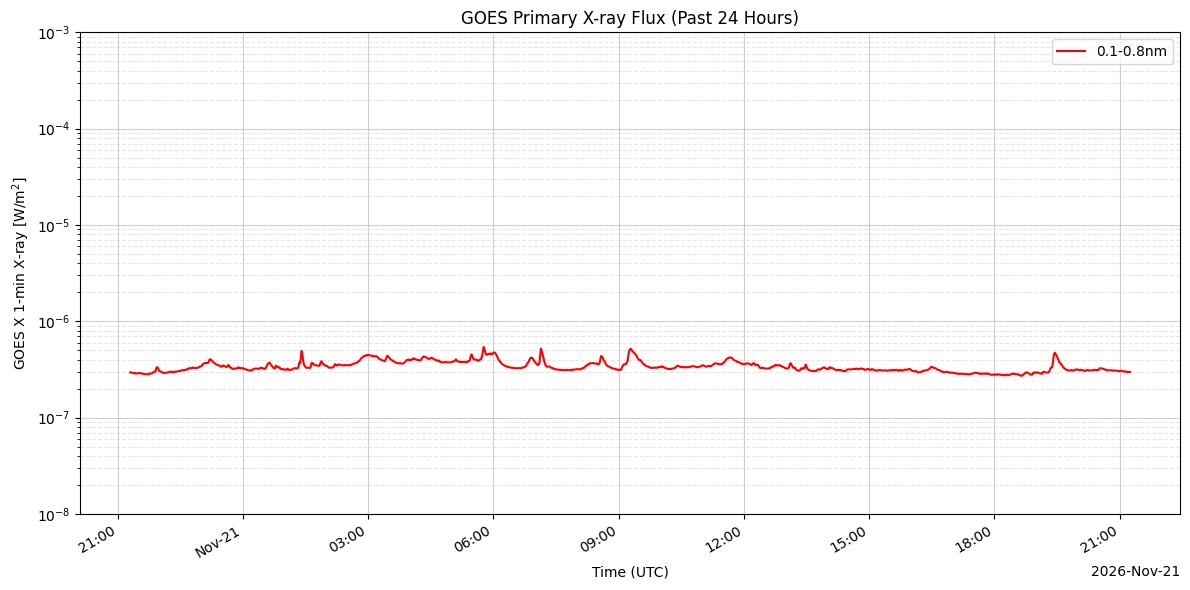 GOES Primary X-ray Flux (Past 24 Hours)
0.1-0.8nm
GOES X 1-min X-ray [W/m²]
10⁻³
10⁻⁴
10⁻⁵
10⁻⁶
10⁻⁷
10⁻⁸
21:00
Nov-21
03:00
06:00
09:00
12:00
15:00
18:00
21:00
Time (UTC)
2026-Nov-21